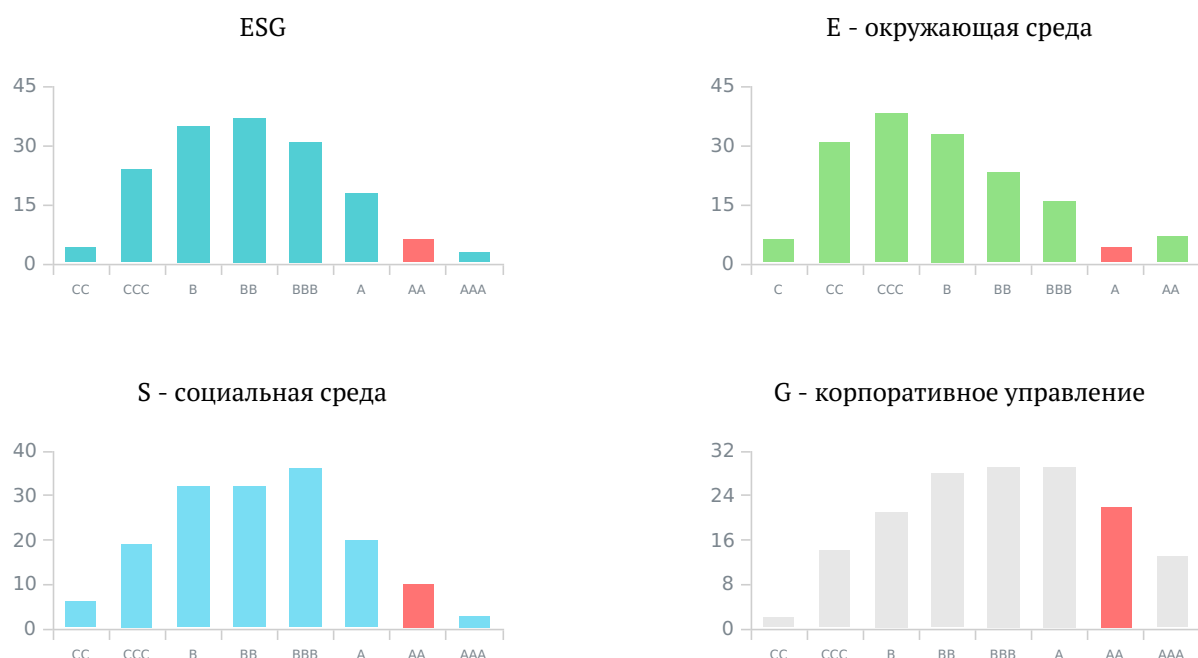 ESG
45
30
15
0
CC CCC B BB BBB A AA AAA
E - окружающая среда
45
30
15
0
C CC CCC B BB BBB A AA
S - социальная среда
40
30
20
10
0
CC CCC B BB BBB A AA AAA
G - корпоративное управление
32
24
16
8
0
CC CCC B BB BBB A AA AAA